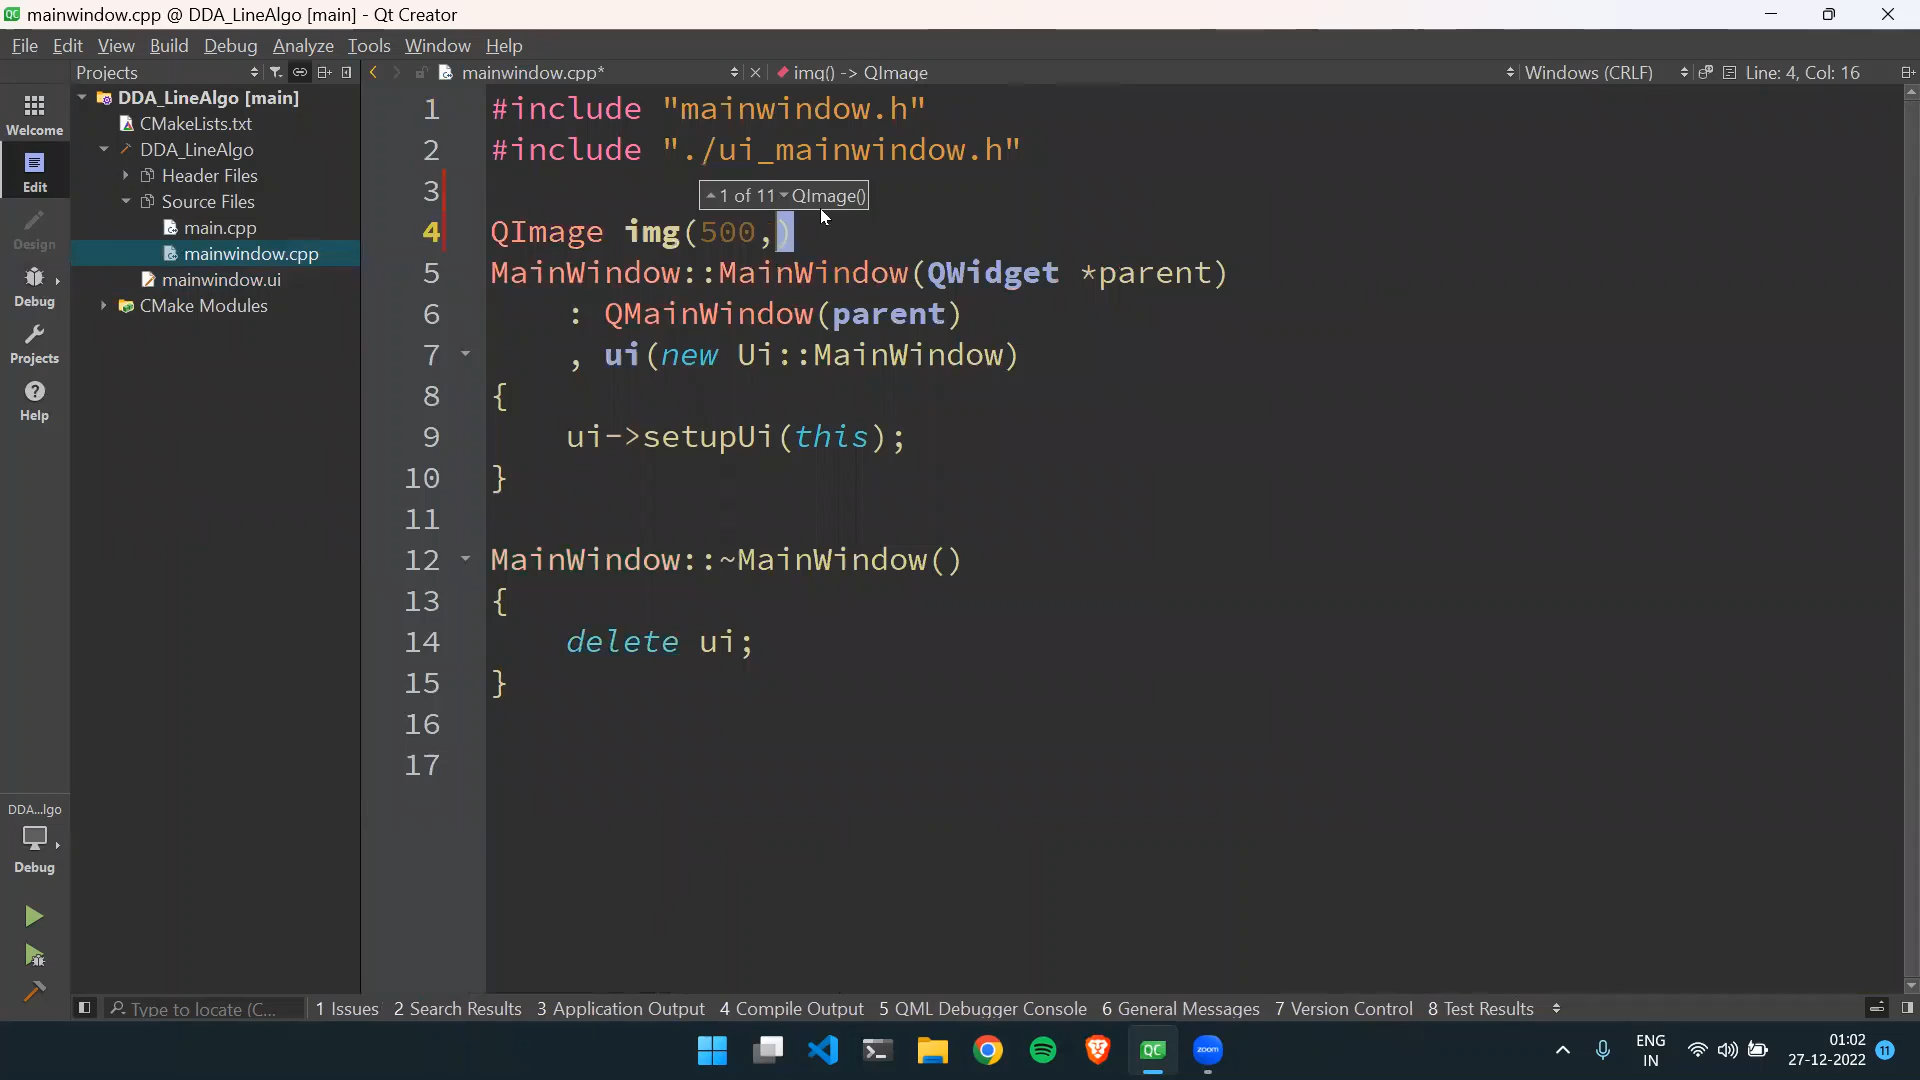 mainwindow.cpp @ DDA_LineAlgo [main] - Qt Creator
File Edit View Build Debug Analyze Tools Window Help
Projects mainwindow.cpp* img() -> QImage Windows (CRLF) Line: 4, Col: 16
DDA_LineAlgo [main]
CMakeLists.txt
DDA_LineAlgo
Header Files
Source Files
main.cpp
mainwindow.cpp
mainwindow.ui
CMake Modules
Welcome
Edit
Design
Debug
Projects
Help
DDA...lgo
Debug
1 #include "mainwindow.h"
2 #include "./ui_mainwindow.h"
3
1 of 11 QImage()
4 QImage img(500,)
5 MainWindow::MainWindow(QWidget *parent)
6 : QMainWindow(parent)
7 , ui(new Ui::MainWindow)
8 {
9 ui->setupUi(this);
10 }
11
12 MainWindow::~MainWindow()
13 {
14 delete ui;
15 }
16
17
Type to locate (C... 1 Issues 2 Search Results 3 Application Output 4 Compile Output 5 QML Debugger Console 6 General Messages 7 Version Control 8 Test Results
QC zoom
ENG
IN
01:02
27-12-2022 11